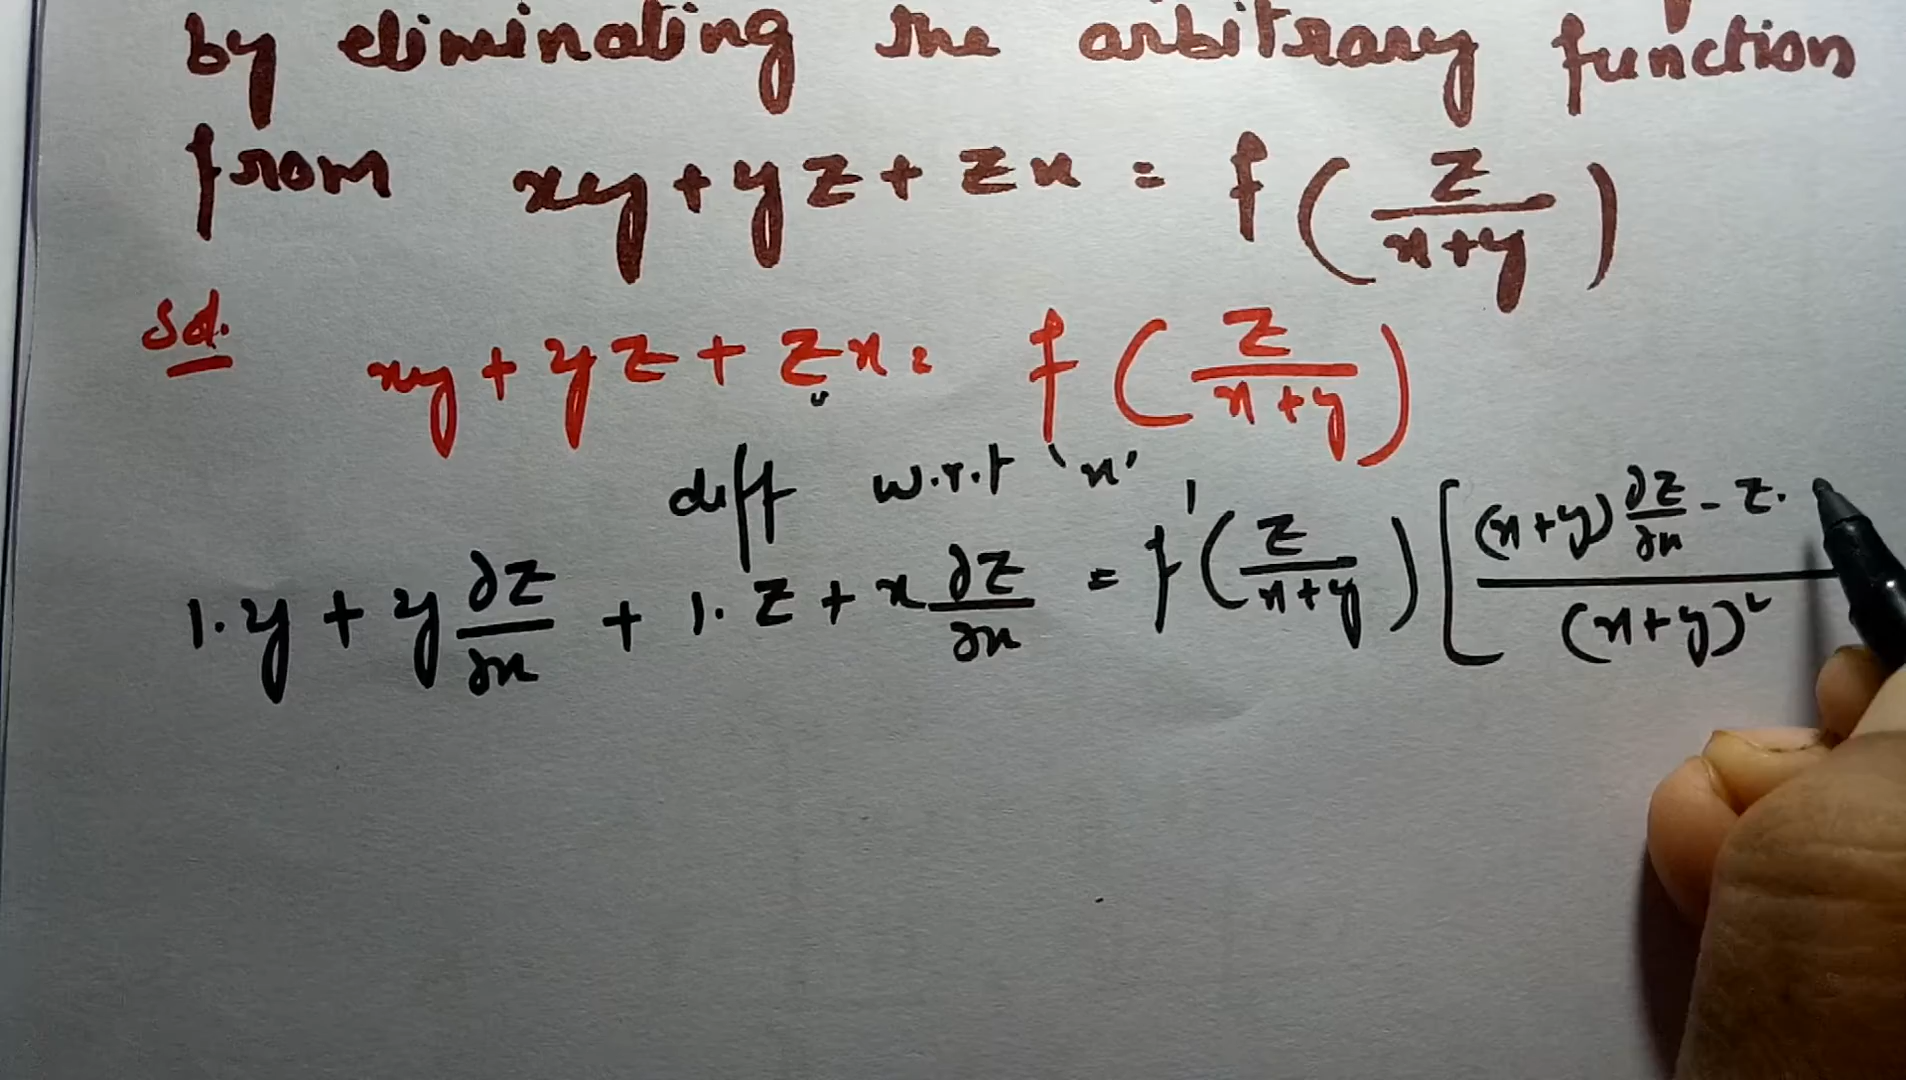 by eliminating the arbitrary function
from xy + yz + zx = f(z/(x+y))
Sol. xy + yz + zx = f(z/(x+y))
diff w.r.t 'x'
1.y + y ∂z/∂x + 1.z + x ∂z/∂x = f'(z/(x+y)) [((x+y) ∂z/∂x - z.)/(x+y)²